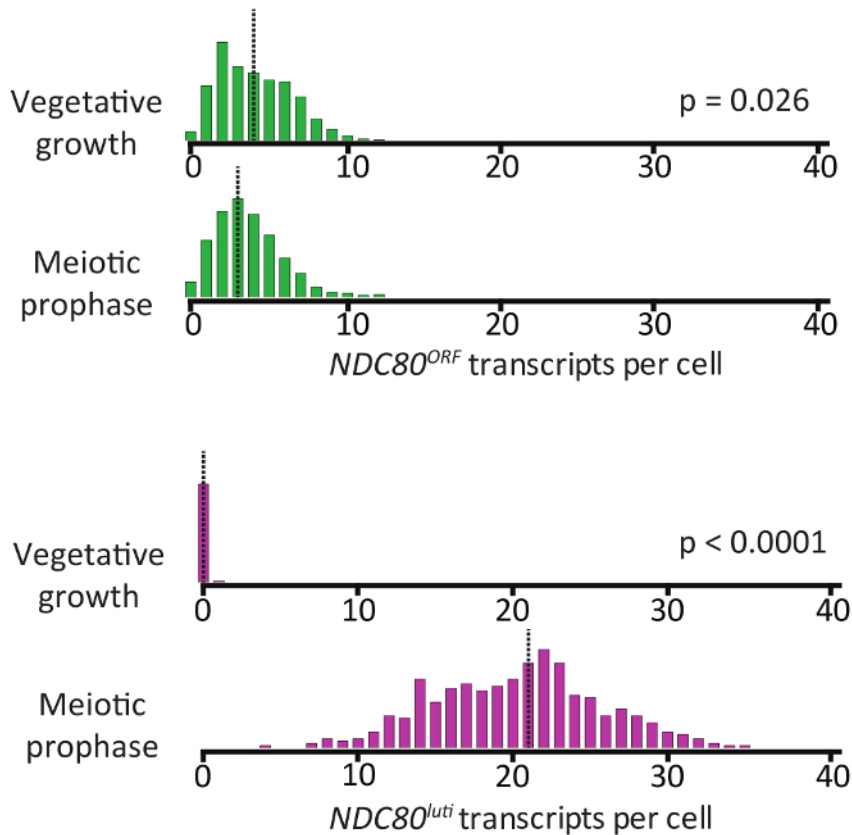 Vegetative
growth
p = 0.026
0 10 20 30 40
Meiotic
prophase
0 10 20 30 40
NDC80ORF transcripts per cell
Vegetative
growth
p < 0.0001
0 10 20 30 40
Meiotic
prophase
0 10 20 30 40
NDC80luti transcripts per cell